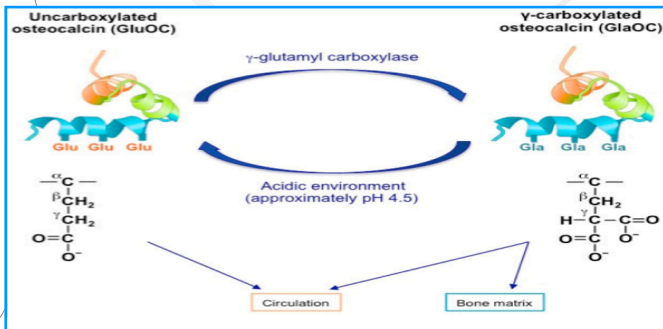 Uncarboxylated
osteocalcin (GluOC)
γ-carboxylated
osteocalcin (GlaOC)
γ-glutamyl carboxylase
Glu Glu Glu
Gla Gla Gla
Acidic environment
(approximately pH 4.5)
α
—C—
β
CH₂
γ
CH₂
O=C
O⁻
α
—C—
β
CH₂
γ
H—C—C=O
O=C O⁻
O⁻
Circulation
Bone matrix